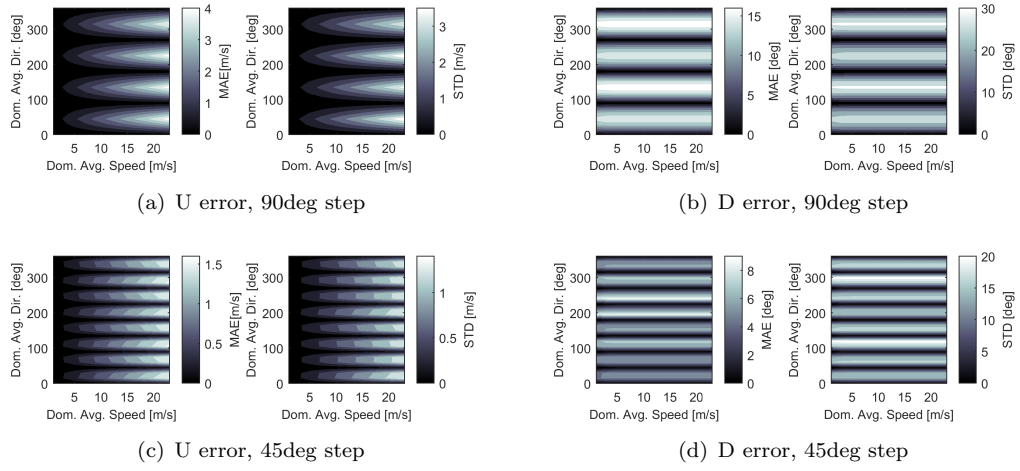 Dom. Avg. Dir. [deg]
300
200
100
0
5 10 15 20
Dom. Avg. Speed [m/s]
4
3
2
1
0
MAE[m/s]
Dom. Avg. Dir. [deg]
300
200
100
0
5 10 15 20
Dom. Avg. Speed [m/s]
3
2
1
0
STD [m/s]
(a) U error, 90deg step
Dom. Avg. Dir. [deg]
300
200
100
0
5 10 15 20
Dom. Avg. Speed [m/s]
15
10
5
0
MAE [deg]
Dom. Avg. Dir. [deg]
300
200
100
0
5 10 15 20
Dom. Avg. Speed [m/s]
30
20
10
0
STD [deg]
(b) D error, 90deg step
Dom. Avg. Dir. [deg]
300
200
100
0
5 10 15 20
Dom. Avg. Speed [m/s]
1.5
1
0.5
0
MAE[m/s]
Dom. Avg. Dir. [deg]
300
200
100
0
5 10 15 20
Dom. Avg. Speed [m/s]
1
0.5
0
STD [m/s]
(c) U error, 45deg step
Dom. Avg. Dir. [deg]
300
200
100
0
5 10 15 20
Dom. Avg. Speed [m/s]
8
6
4
2
0
MAE [deg]
Dom. Avg. Dir. [deg]
300
200
100
0
5 10 15 20
Dom. Avg. Speed [m/s]
20
15
10
5
0
STD [deg]
(d) D error, 45deg step